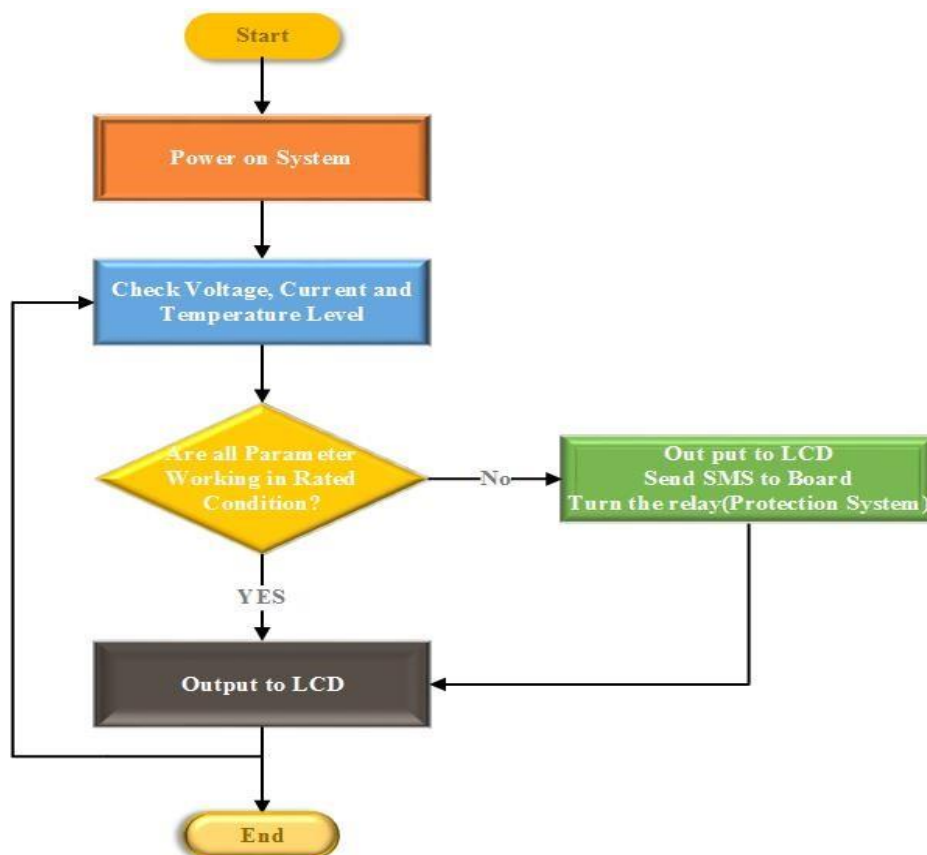 Start
Power on System
Check Voltage, Current and
Temperature Level
Are all Parameter
Working in Rated
Condition?
No
Out put to LCD
Send SMS to Board
Turn the relay(Protection System)
YES
Output to LCD
End